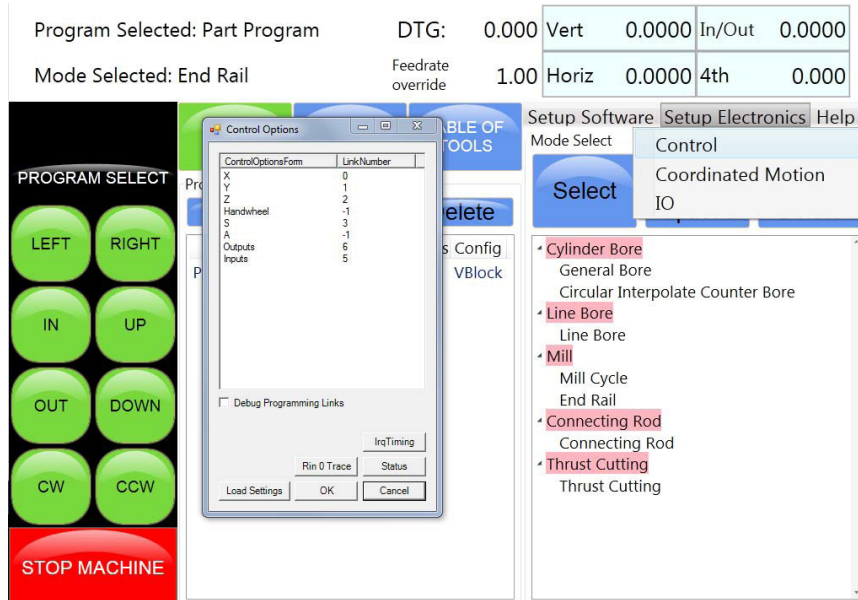 Program Selected: Part Program
DTG: 0.000
Vert 0.0000
In/Out 0.0000
Mode Selected: End Rail
Feedrate
override 1.00
Horiz 0.0000
4th 0.000
PROGRAM SELECT
LEFT RIGHT
IN UP
OUT DOWN
CW CCW
STOP MACHINE
Control Options
ControlOptionsForm LinkNumber
X 0
Y 1
Z 2
Handwheel -1
S 3
A -1
Outputs 6
Inputs 5
Debug Programming Links
IrqTiming
Rin 0 Trace Status
Load Settings OK Cancel
TOOLS
Config
VBlock
Setup Software Setup Electronics Help
Mode Select
Control
Coordinated Motion
IO
Select
Cylinder Bore
General Bore
Circular Interpolate Counter Bore
Line Bore
Line Bore
Mill
Mill Cycle
End Rail
Connecting Rod
Connecting Rod
Thrust Cutting
Thrust Cutting